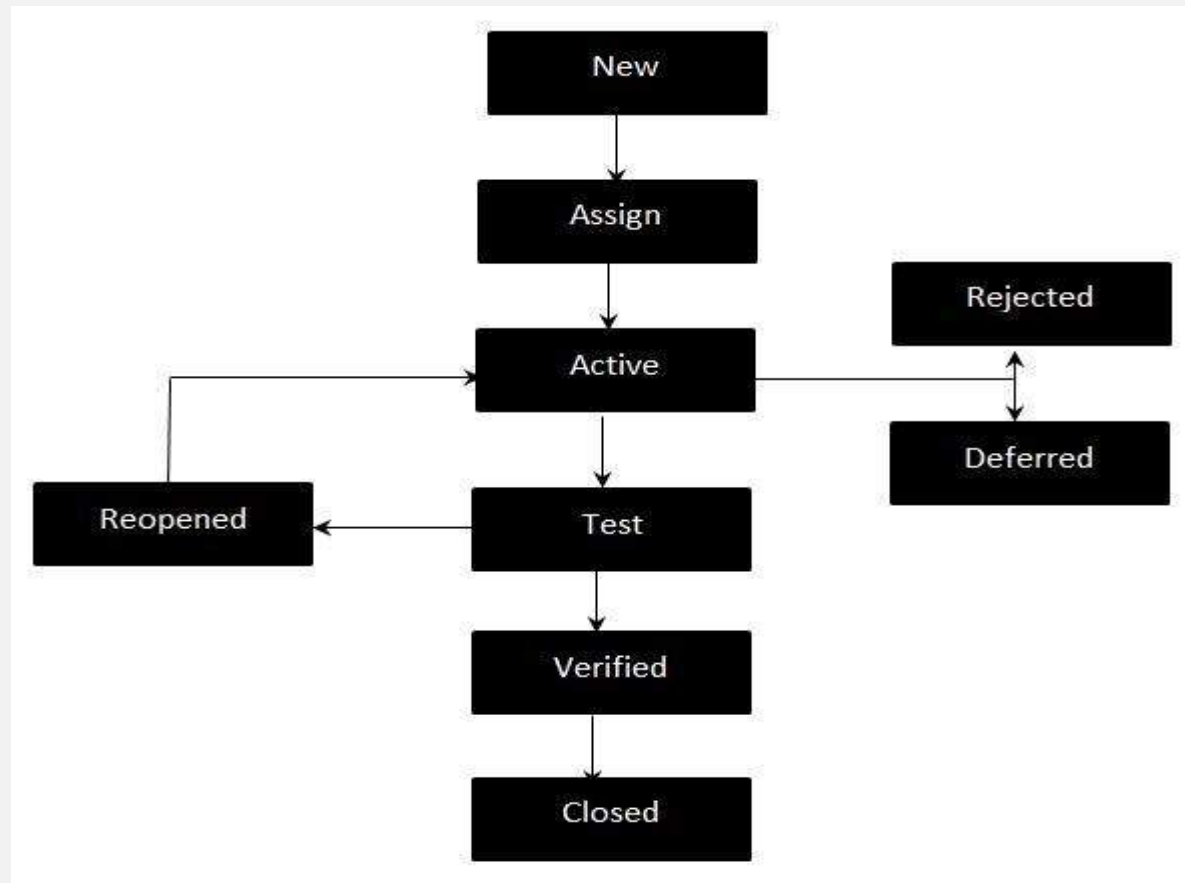 New
Assign
Rejected
Active
Deferred
Reopened
Test
Verified
Closed